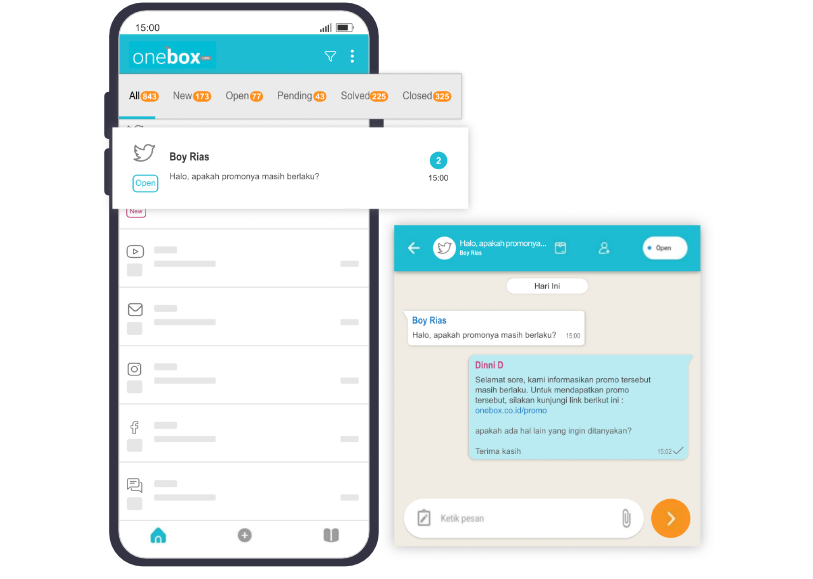 15:00
onebox
All 843 New 173 Open 77 Pending 43 Solved 225 Closed 325
Boy Rias
2
Open
Halo, apakah promonya masih berlaku?
15:00
New
Halo, apakah promonya...
Boy Rias
Open
Hari Ini
Boy Rias
Halo, apakah promonya masih berlaku? 15:00
Dinni D
Selamat sore, kami informasikan promo tersebut
masih berlaku. Untuk mendapatkan promo
tersebut, silakan kunjungi link berikut ini :
onebox.co.id/promo
apakah ada hal lain yang ingin ditanyakan?
Terima kasih
15:02
Ketik pesan